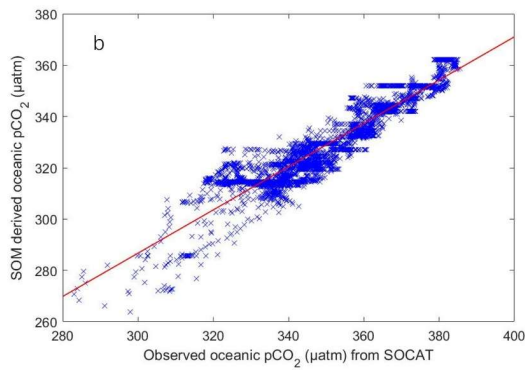 b
SOM derived oceanic pCO₂ (μatm)
360
340
320
300
280
260
280 300 320 340 360 380 400
Observed oceanic pCO₂ (μatm) from SOCAT